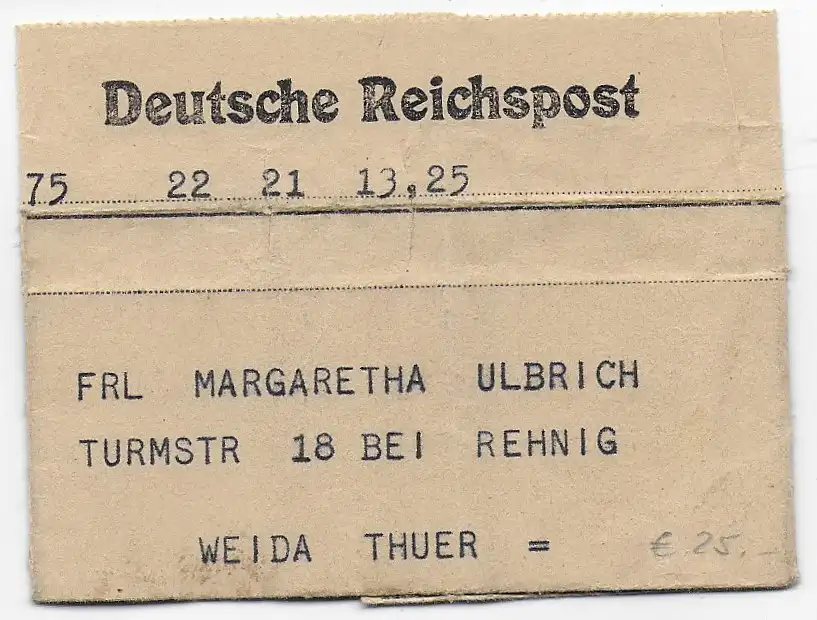 Deutsche Reichspost
75 22 21 13,25
FRL MARGARETHA ULBRICH
TURMSTR 18 BEI REHNIG
WEIDA THUER =
€ 25.-